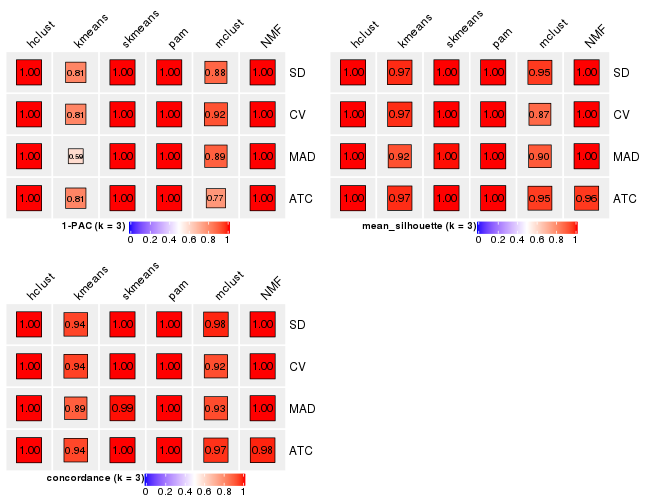 hclust kmeans skmeans pam mclust NMF
1.00 0.81 1.00 1.00 0.88 1.00 SD
1.00 0.81 1.00 1.00 0.92 1.00 CV
1.00 0.59 1.00 1.00 0.89 1.00 MAD
1.00 0.81 1.00 1.00 0.77 1.00 ATC
1-PAC (k = 3)
0 0.2 0.4 0.6 0.8 1
hclust kmeans skmeans pam mclust NMF
1.00 0.97 1.00 1.00 0.95 1.00 SD
1.00 0.97 1.00 1.00 0.87 1.00 CV
1.00 0.92 1.00 1.00 0.90 1.00 MAD
1.00 0.97 1.00 1.00 0.95 0.96 ATC
mean_silhouette (k = 3)
0 0.2 0.4 0.6 0.8 1
hclust kmeans skmeans pam mclust NMF
1.00 0.94 1.00 1.00 0.98 1.00 SD
1.00 0.94 1.00 1.00 0.92 1.00 CV
1.00 0.89 0.99 1.00 0.93 1.00 MAD
1.00 0.94 1.00 1.00 0.97 0.98 ATC
concordance (k = 3)
0 0.2 0.4 0.6 0.8 1